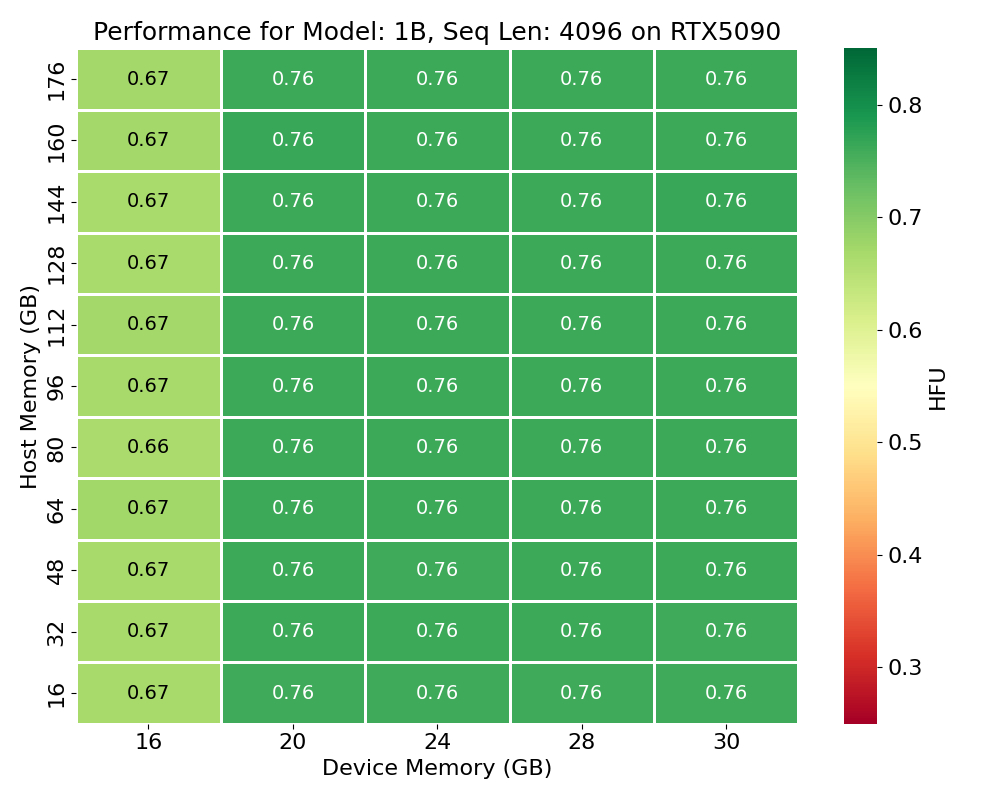 Performance for Model: 1B, Seq Len: 4096 on RTX5090
Host Memory (GB)
176 0.67 0.76 0.76 0.76 0.76
160 0.67 0.76 0.76 0.76 0.76
144 0.67 0.76 0.76 0.76 0.76
128 0.67 0.76 0.76 0.76 0.76
112 0.67 0.76 0.76 0.76 0.76
96 0.67 0.76 0.76 0.76 0.76
80 0.66 0.76 0.76 0.76 0.76
64 0.67 0.76 0.76 0.76 0.76
48 0.67 0.76 0.76 0.76 0.76
32 0.67 0.76 0.76 0.76 0.76
16 0.67 0.76 0.76 0.76 0.76
16 20 24 28 30
Device Memory (GB)
0.8
0.7
0.6
0.5
0.4
0.3
HFU